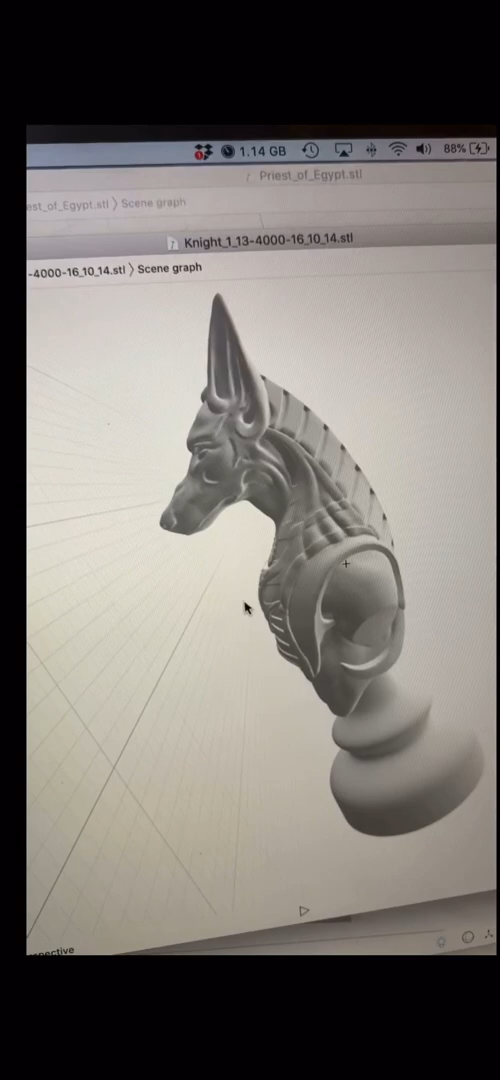 1.14 GB 88%
Priest_of_Egypt.stl
est_of_Egypt.stl 〉 Scene graph
Knight_1_13-4000-16_10_14.stl
-4000-16_10_14.stl 〉 Scene graph
spective